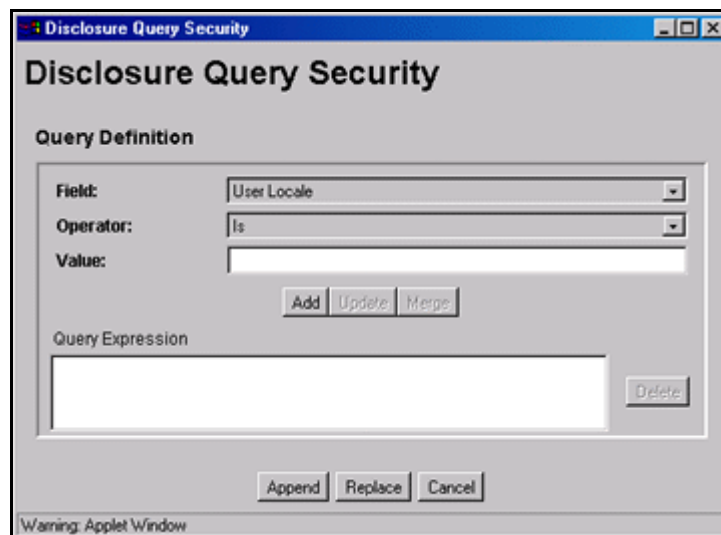 Disclosure Query Security
Disclosure Query Security
Query Definition
Field: User Locale
Operator: Is
Value:
Add Update Merge
Query Expression
Delete
Append Replace Cancel
Warning: Applet Window